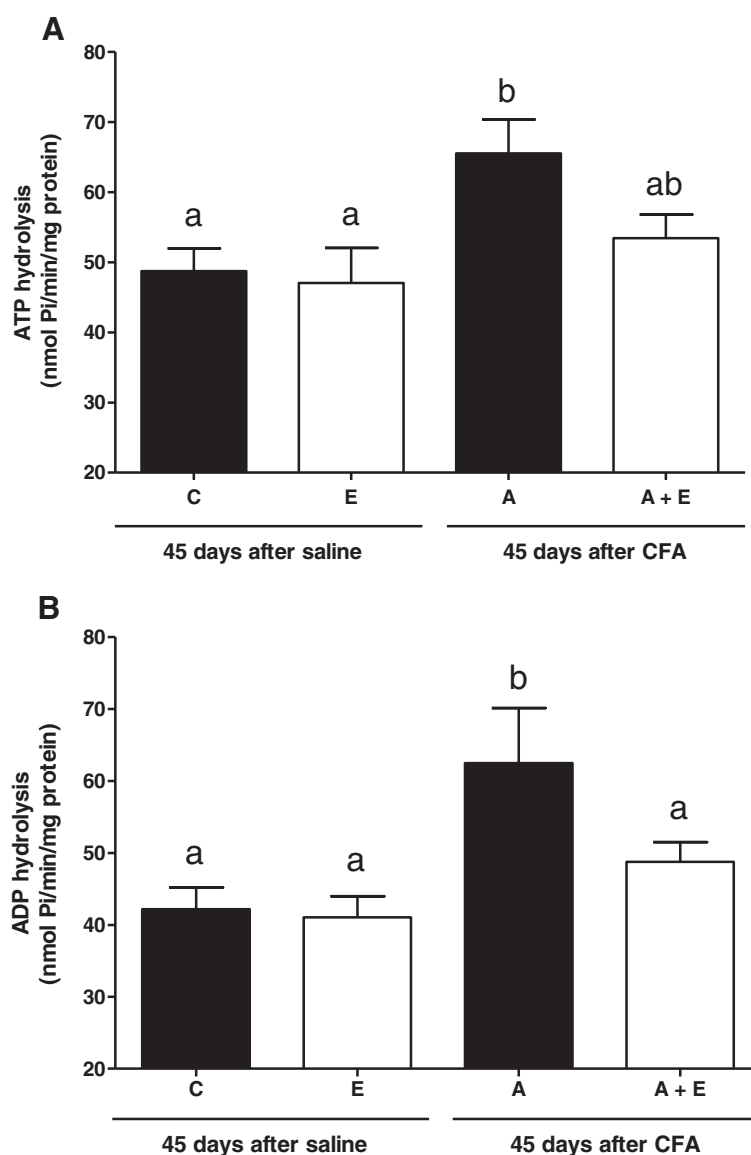 A
ATP hydrolysis
(nmol Pi/min/mg protein)
80
70
60
50
40
30
20
a
a
b
ab
C
E
A
A + E
45 days after saline
45 days after CFA
B
ADP hydrolysis
(nmol Pi/min/mg protein)
80
70
60
50
40
30
20
a
a
b
a
C
E
A
A + E
45 days after saline
45 days after CFA